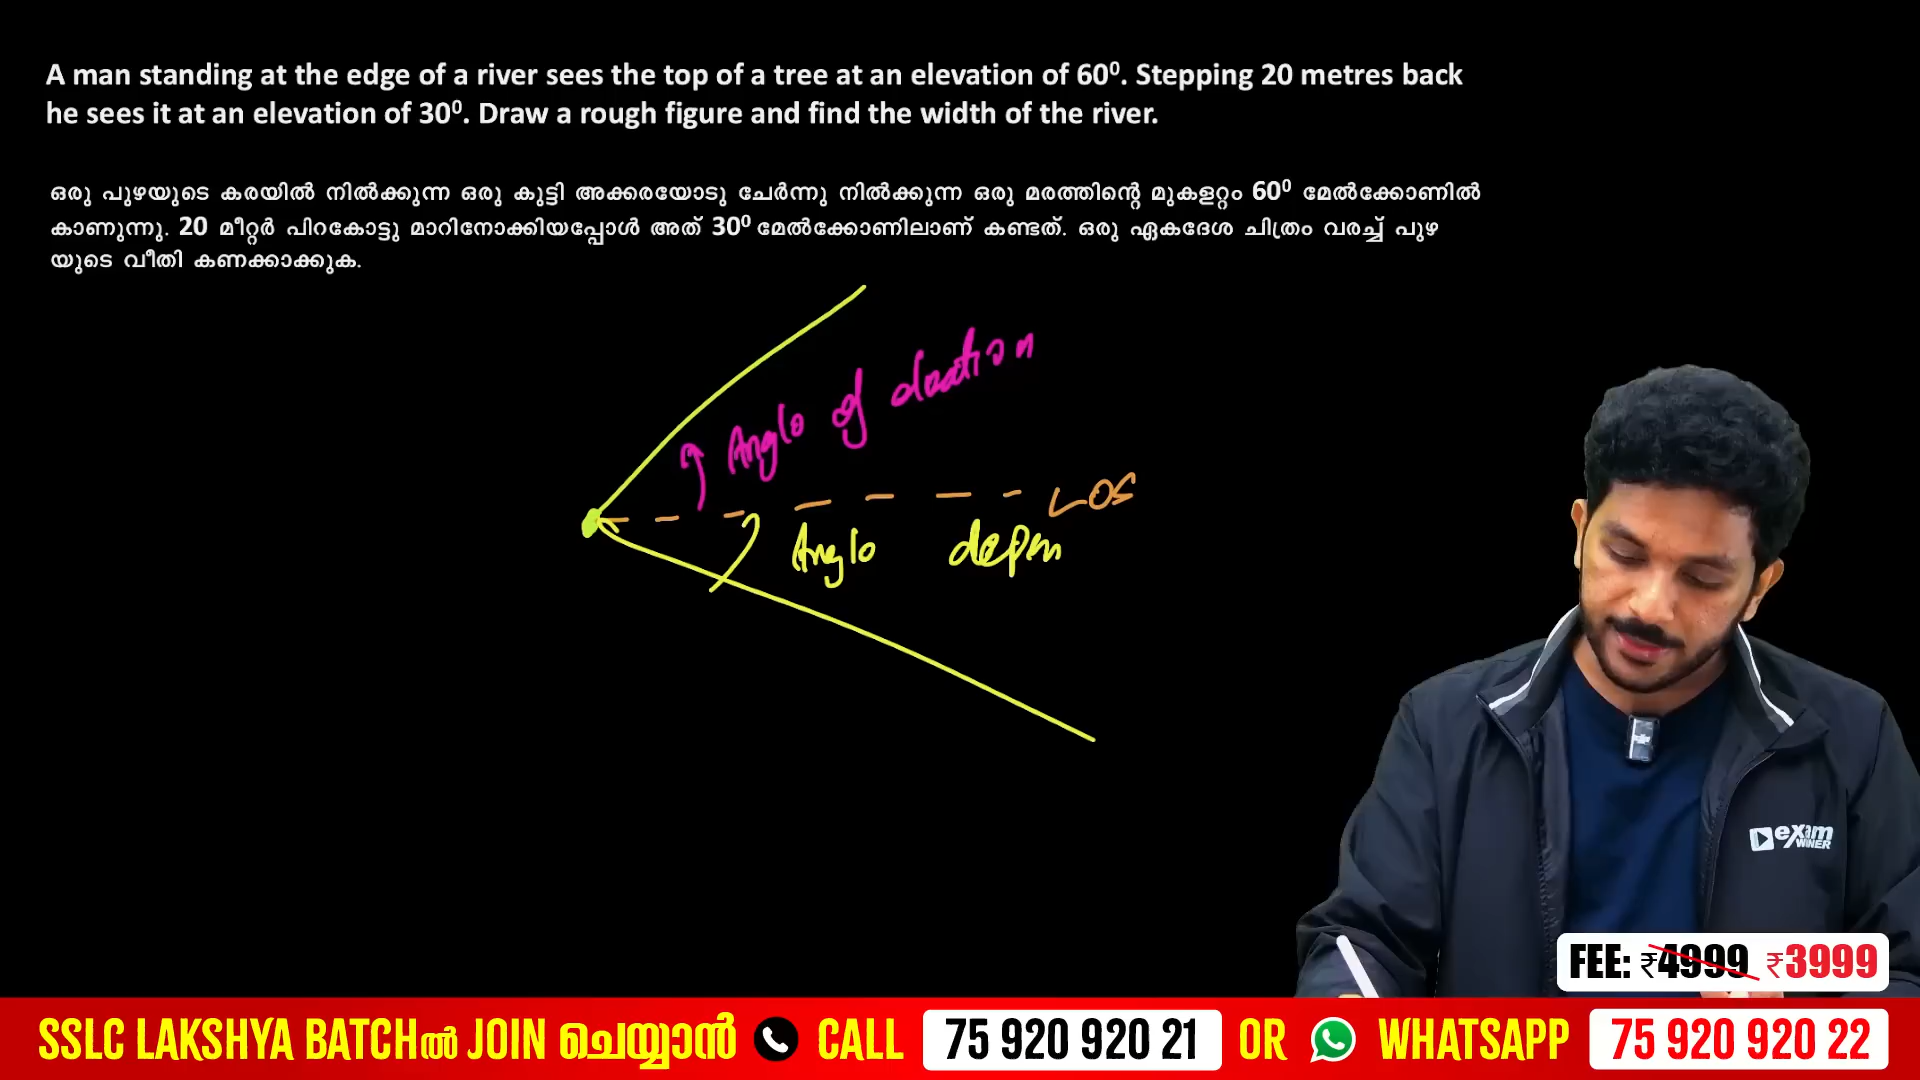 A man standing at the edge of a river sees the top of a tree at an elevation of 60⁰. Stepping 20 metres back
he sees it at an elevation of 30⁰. Draw a rough figure and find the width of the river.
ഒരു പുഴയുടെ കരയിൽ നിൽക്കുന്ന ഒരു കുട്ടി അക്കരയോടു ചേർന്നു നിൽക്കുന്ന ഒരു മരത്തിന്റെ മുകളറ്റം 60⁰ മേൽക്കോണിൽ
കാണുന്നു. 20 മീറ്റർ പിറകോട്ടു മാറിനോക്കിയപ്പോൾ അത് 30⁰ മേൽക്കോണിലാണ് കണ്ടത്. ഒരു ഏകദേശ ചിത്രം വരച്ച് പുഴ
യുടെ വീതി കണക്കാക്കുക.
Angle of
LOS
Angle
exam
WINNER
FEE: ₹4999 ₹3999
SSLC LAKSHYA BATCHൽ JOIN ചെയ്യാൻ CALL 75 920 920 21 OR WHATSAPP 75 920 920 22